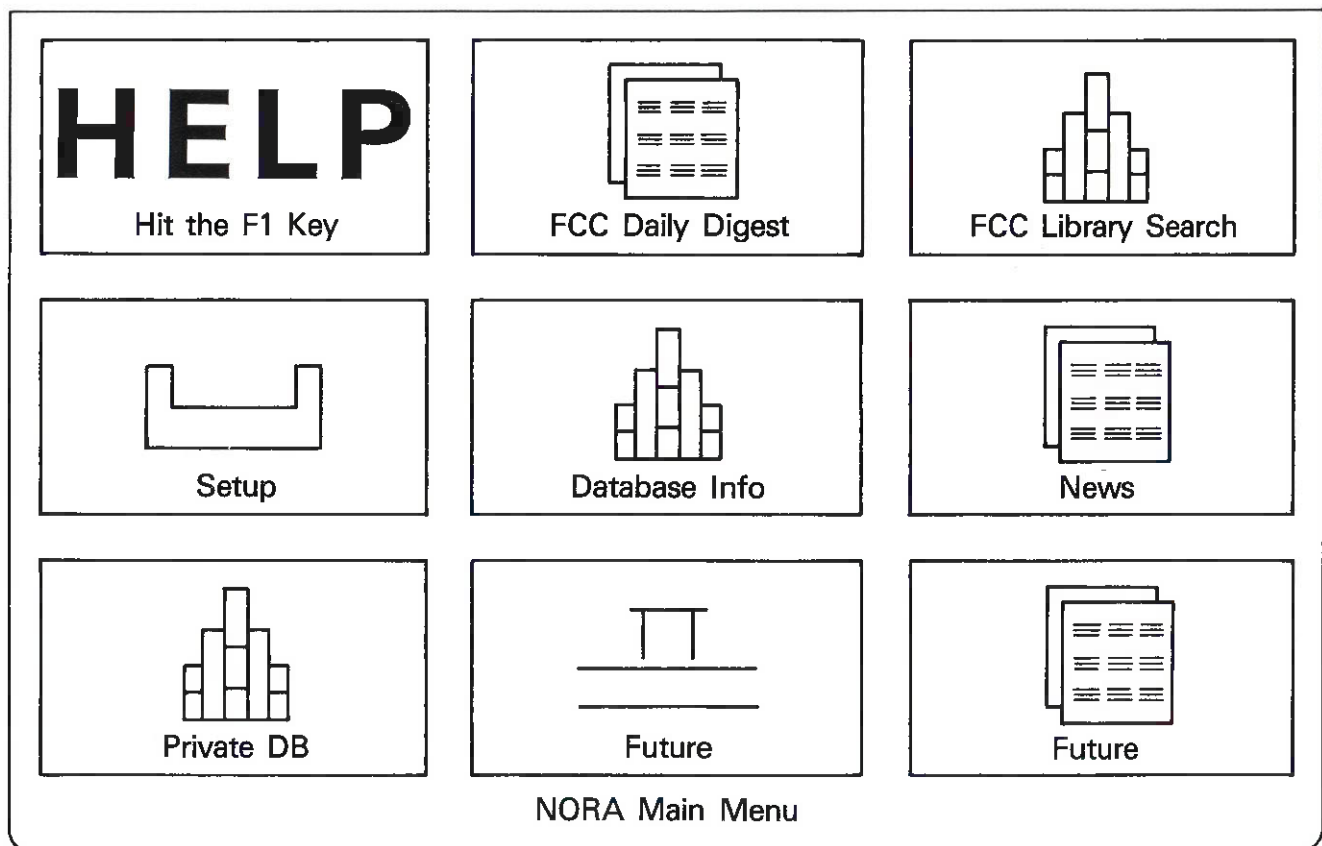 HELP
Hit the F1 Key
FCC Daily Digest
FCC Library Search
Setup
Database Info
News
Private DB
Future
Future
NORA Main Menu